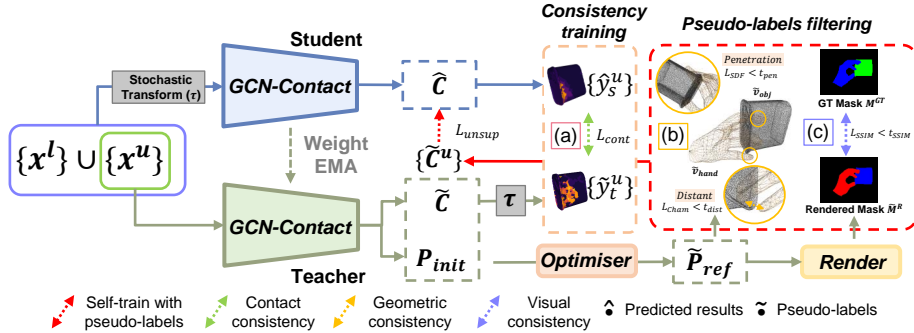 Consistency training
Pseudo-labels filtering
Student
Stochastic Transform (τ)
GCN-Contact
Ĉ
{ŷ_s^u}
Penetration
L_SDF < t_pen
ṽ_obj
GT Mask M^GT
{x^l} ∪ {x^u}
Weight EMA
L_unsup
{C̃^u}
(a)
L_cont
(b)
(c)
L_SSIM < t_SSIM
ṽ_hand
GCN-Contact
C̃
τ
{ỹ_t^u}
Distant
L_Cham < t_dist
Rendered Mask M̃^R
Teacher
P_init
Optimiser
P̃_ref
Render
Self-train with pseudo-labels
Contact consistency
Geometric consistency
Visual consistency
^ Predicted results
~ Pseudo-labels